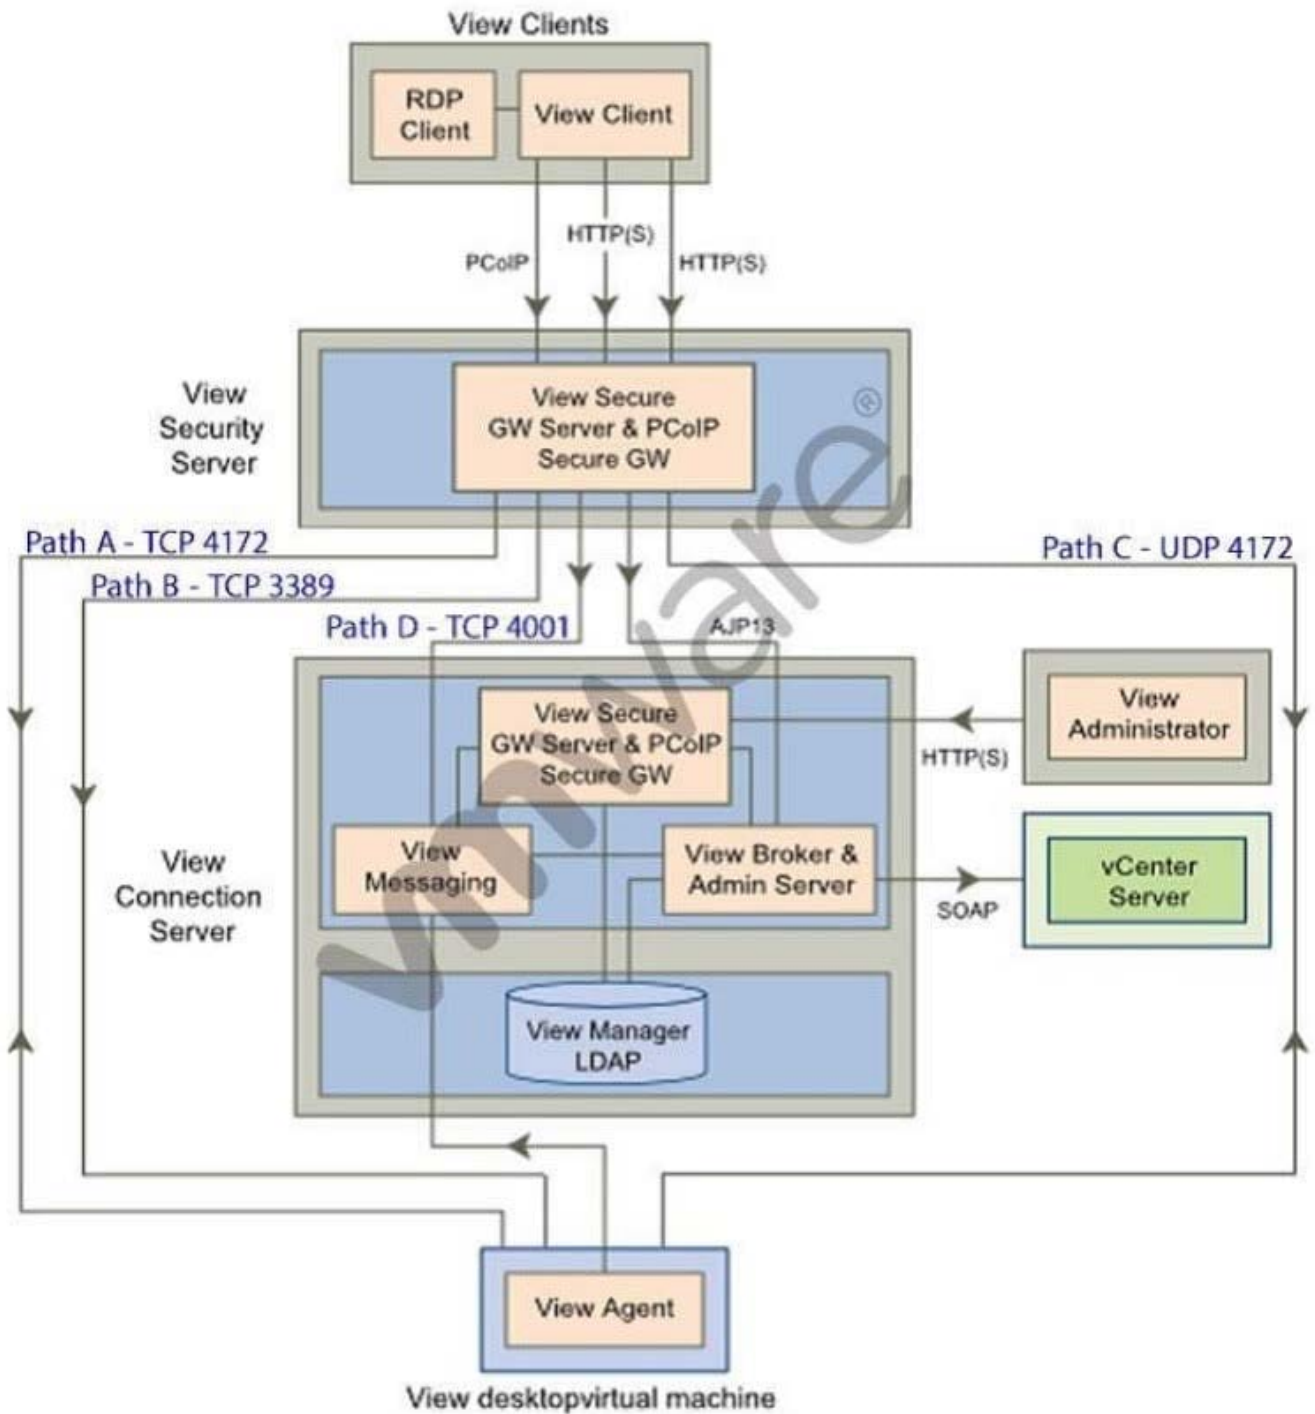 View Clients
RDP
Client
View Client
HTTP(S)
PCoIP
HTTP(S)
View
Security
Server
View Secure
GW Server & PCoIP
Secure GW
Path A - TCP 4172
Path C - UDP 4172
Path B - TCP 3389
Path D - TCP 4001
AJP13
View Secure
GW Server & PCoIP
Secure GW
View
Administrator
HTTP(S)
View
Connection
Server
View
Messaging
View Broker &
Admin Server
vCenter
Server
SOAP
View Manager
LDAP
View Agent
View desktopvirtual machine
vmware®